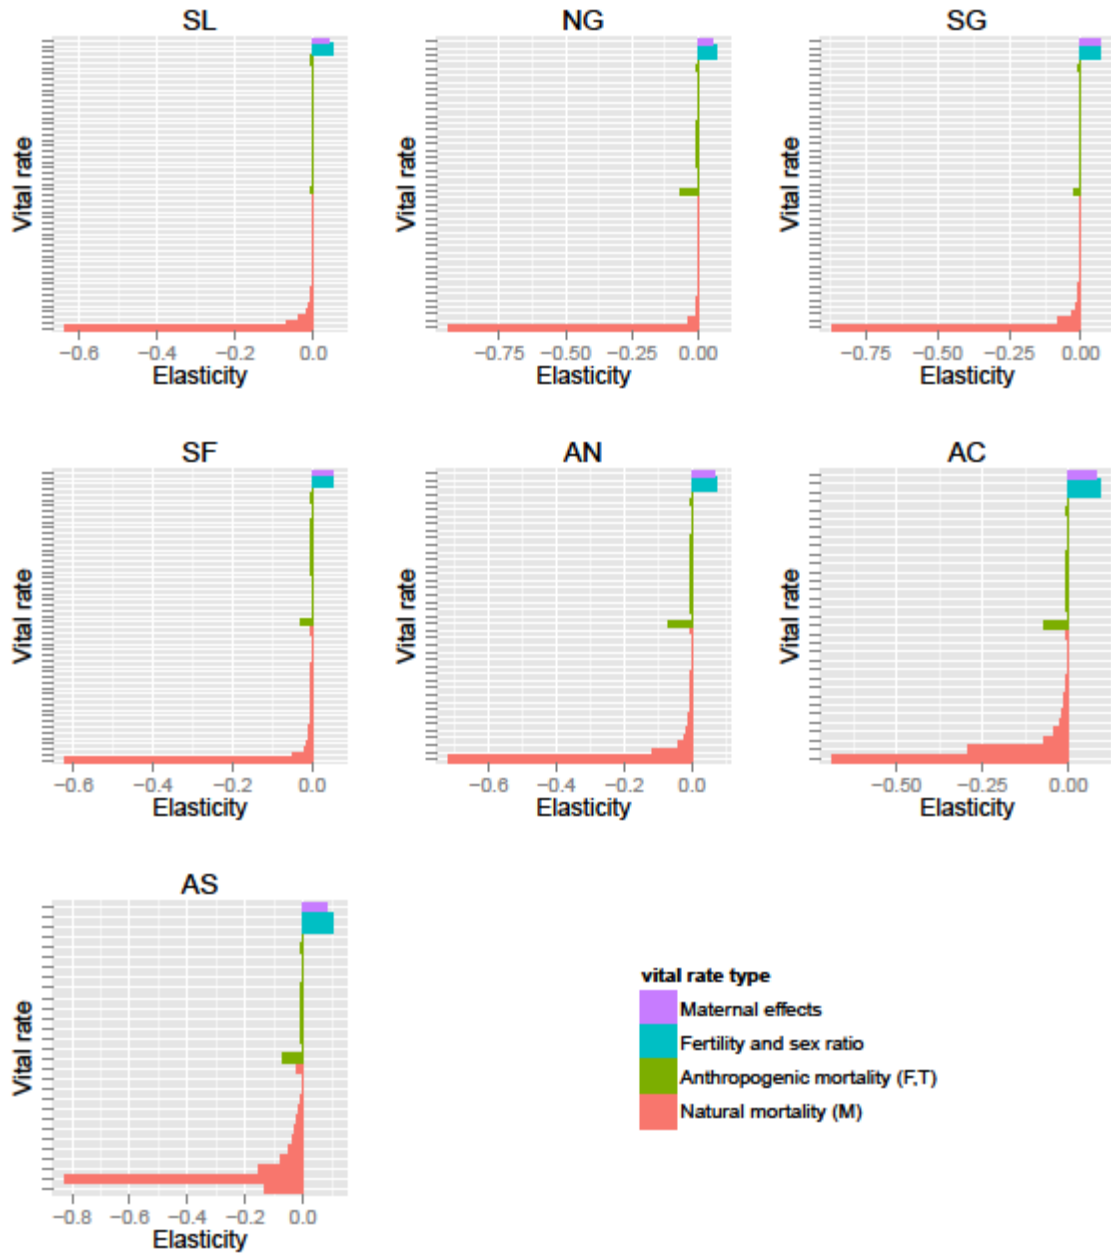 SL
NG
SG
Vital rate
Vital rate
Vital rate
−0.6 −0.4 −0.2 0.0
−0.75 −0.50 −0.25 0.00
−0.75 −0.50 −0.25 0.00
Elasticity
Elasticity
Elasticity
SF
AN
AC
Vital rate
Vital rate
Vital rate
−0.6 −0.4 −0.2 0.0
−0.6 −0.4 −0.2 0.0
−0.50 −0.25 0.00
Elasticity
Elasticity
Elasticity
AS
Vital rate
−0.8 −0.6 −0.4 −0.2 0.0
Elasticity
vital rate type
Maternal effects
Fertility and sex ratio
Anthropogenic mortality (F,T)
Natural mortality (M)